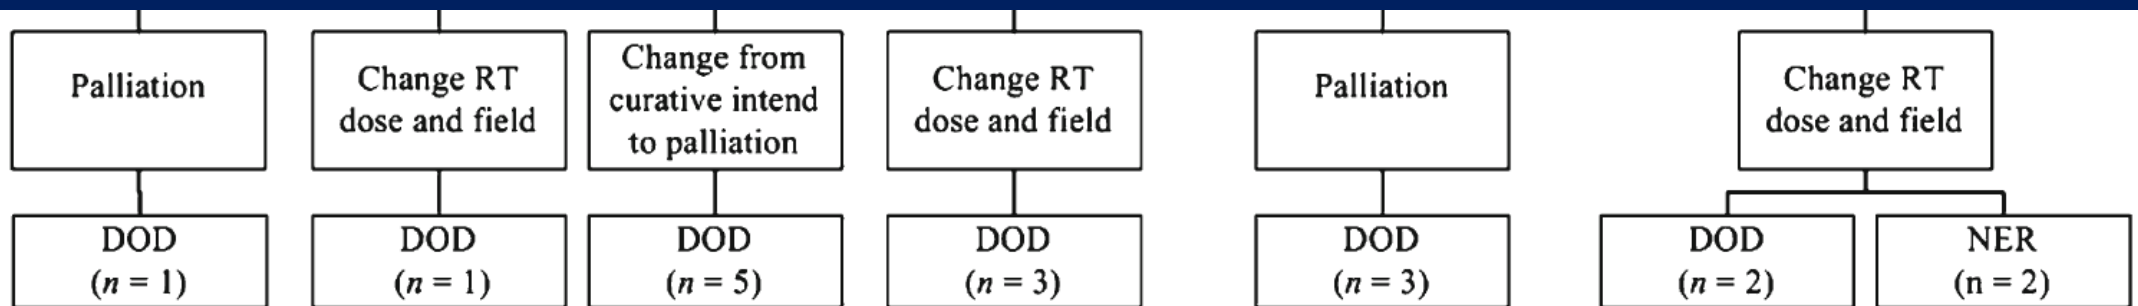 Palliation
Change RT
dose and field
Change from
curative intend
to palliation
Change RT
dose and field
Palliation
Change RT
dose and field
DOD
(n = 1)
DOD
(n = 1)
DOD
(n = 5)
DOD
(n = 3)
DOD
(n = 3)
DOD
(n = 2)
NER
(n = 2)